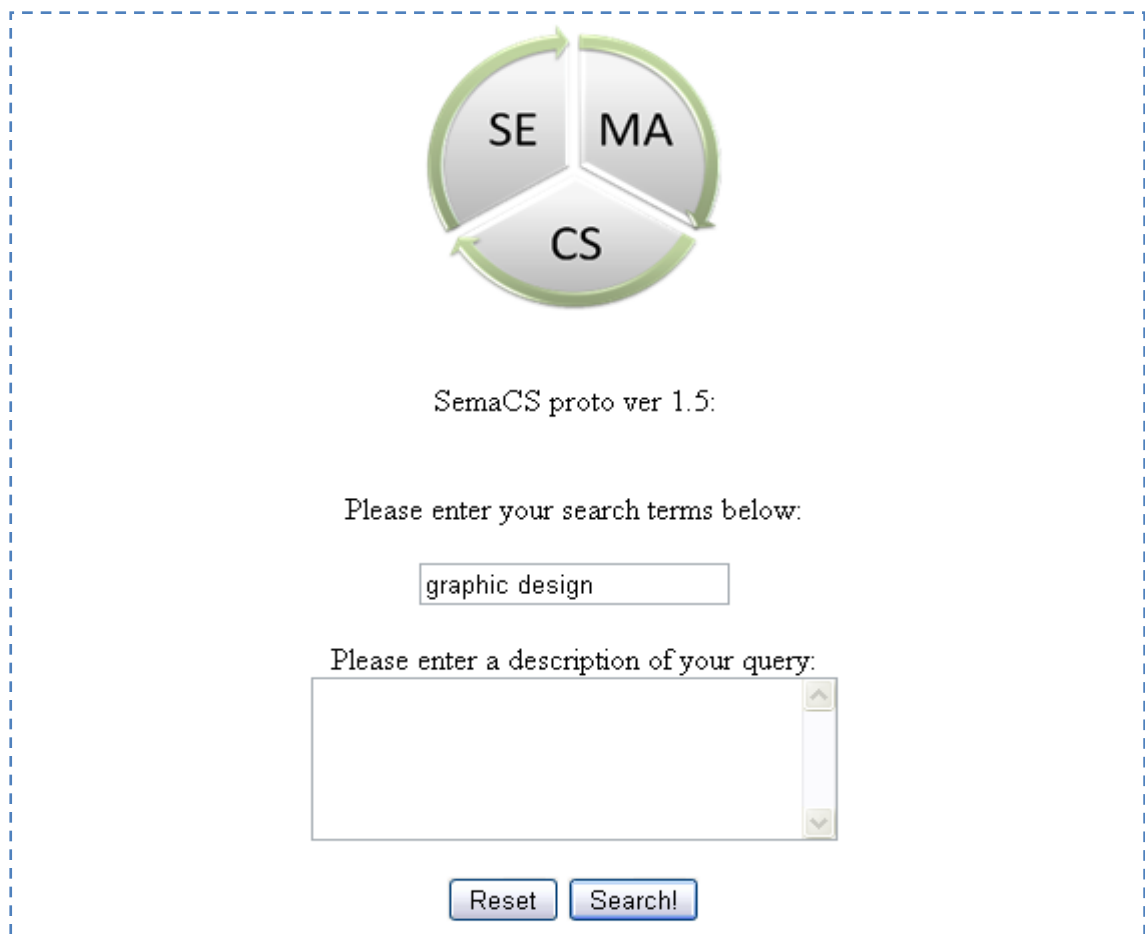 SE MA
CS
SemaCS proto ver 1.5:
Please enter your search terms below:
graphic design
Please enter a description of your query:
Reset Search!